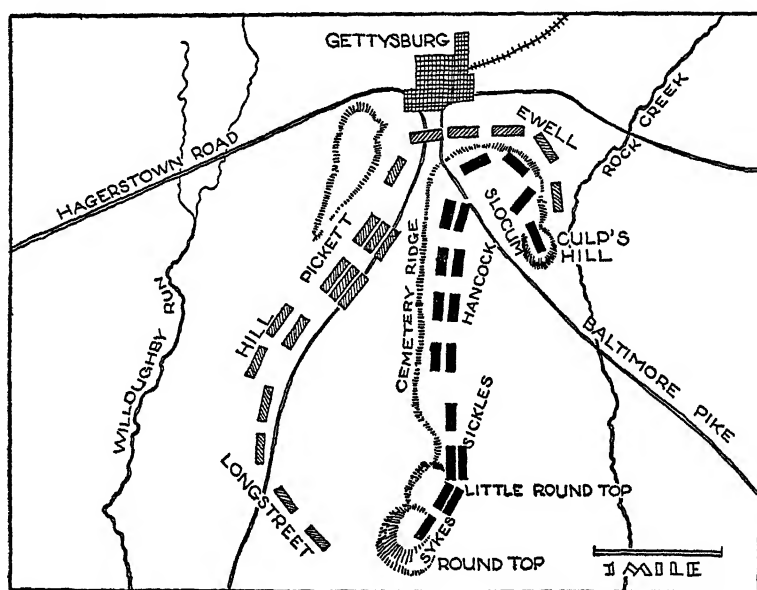 GETTYSBURG
HAGERSTOWN ROAD
EWELL
ROCK CREEK
PICKETT
SLOCUM
CULP'S
HILL
HILL
CEMETERY RIDGE
HANCOCK
WILLOUGHBY RUN
BALTIMORE PIKE
SICKLES
LONGSTREET
LITTLE ROUND TOP
SYKES
ROUND TOP
1 MILE